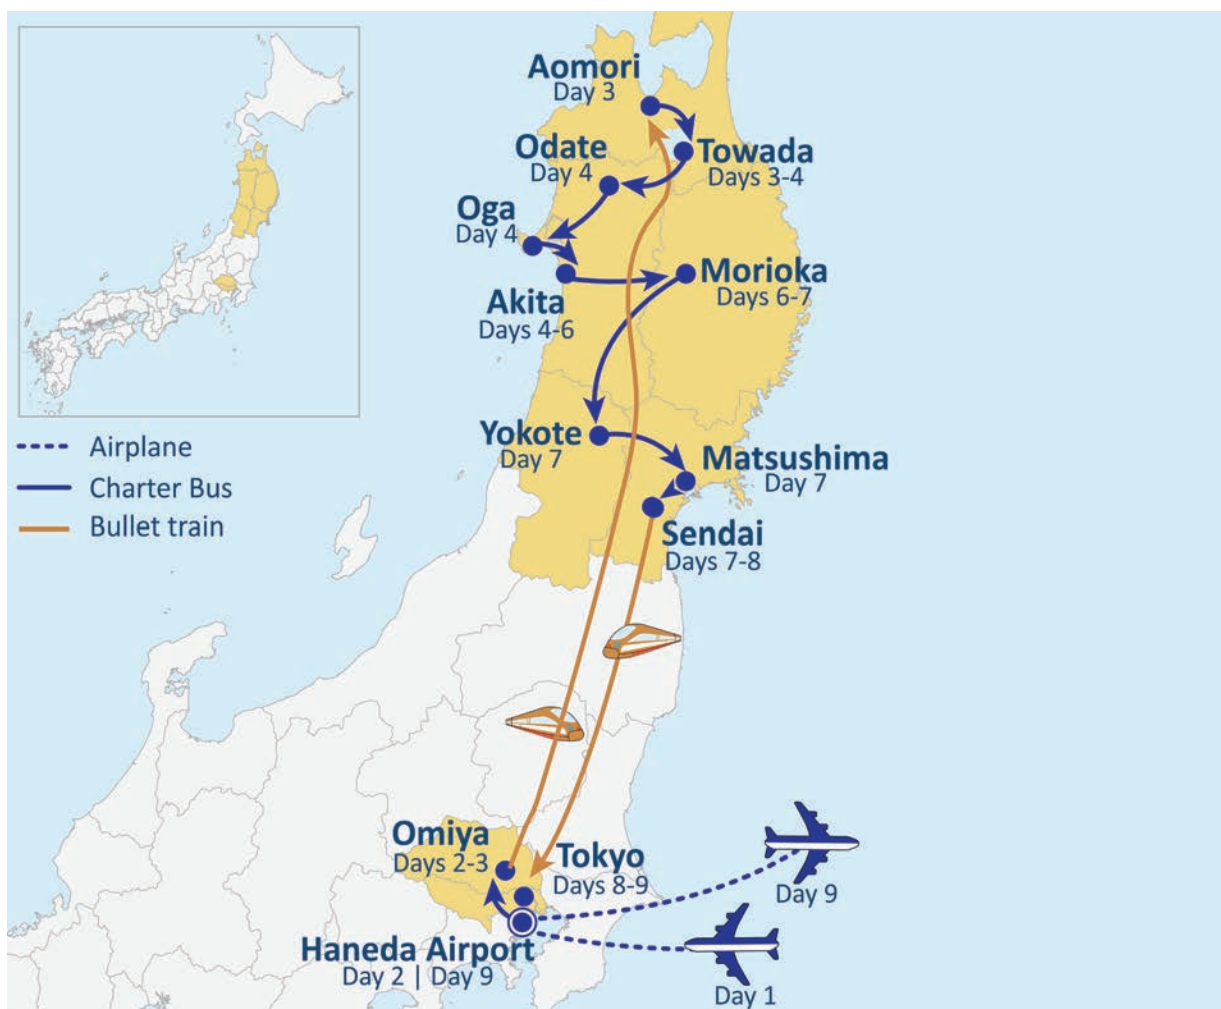 Aomori
Day 3
Odate
Day 4
Towada
Days 3-4
Oga
Day 4
Morioka
Days 6-7
Akita
Days 4-6
Airplane
Charter Bus
Bullet train
Yokote
Day 7
Matsushima
Day 7
Sendai
Days 7-8
Omiya
Days 2-3
Tokyo
Days 8-9
Day 9
Haneda Airport
Day 2 | Day 9
Day 1